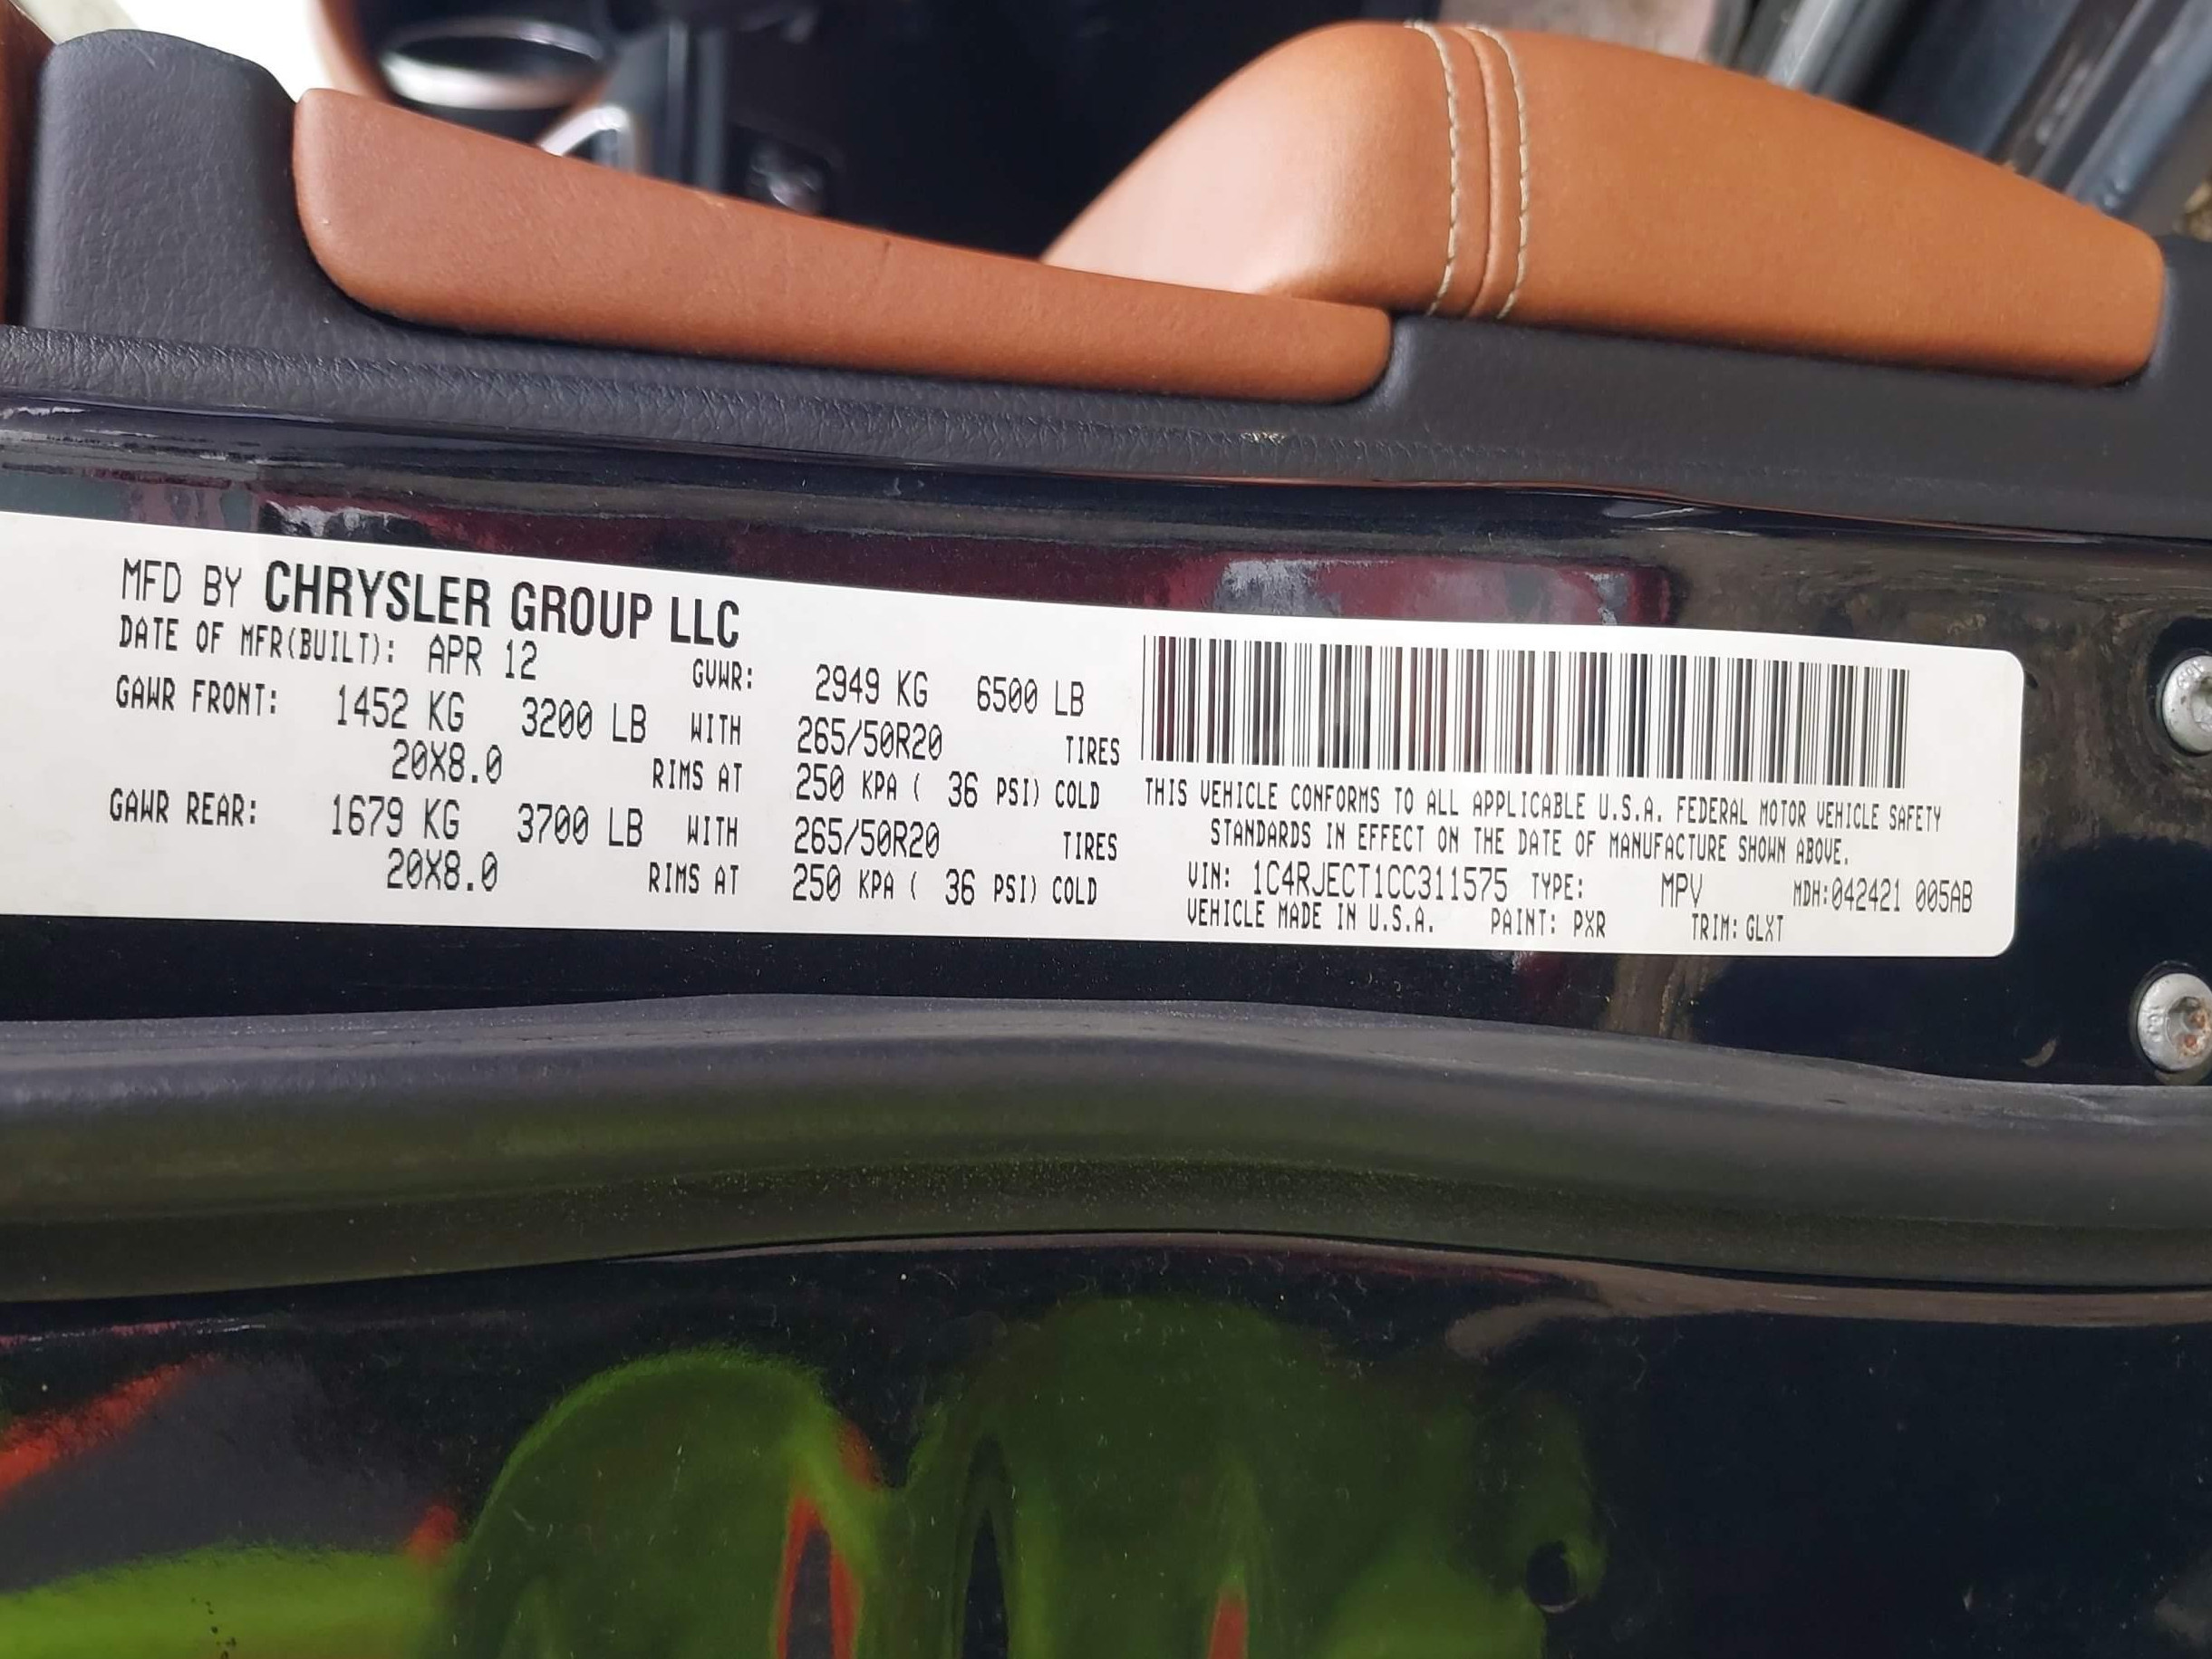 MFD BY CHRYSLER GROUP LLC
DATE OF MFR(BUILT): APR 12 GVWR: 2949 KG 6500 LB
GAWR FRONT: 1452 KG 3200 LB WITH 265/50R20 TIRES
20X8.0 RIMS AT 250 KPA ( 36 PSI) COLD
GAWR REAR: 1679 KG 3700 LB WITH 265/50R20 TIRES
20X8.0 RIMS AT 250 KPA ( 36 PSI) COLD
THIS VEHICLE CONFORMS TO ALL APPLICABLE U.S.A. FEDERAL MOTOR VEHICLE SAFETY
STANDARDS IN EFFECT ON THE DATE OF MANUFACTURE SHOWN ABOVE.
VIN: 1C4RJECT1CC311575 TYPE: MPV MDH:042421 005AB
VEHICLE MADE IN U.S.A. PAINT: PXR TRIM: GLXT